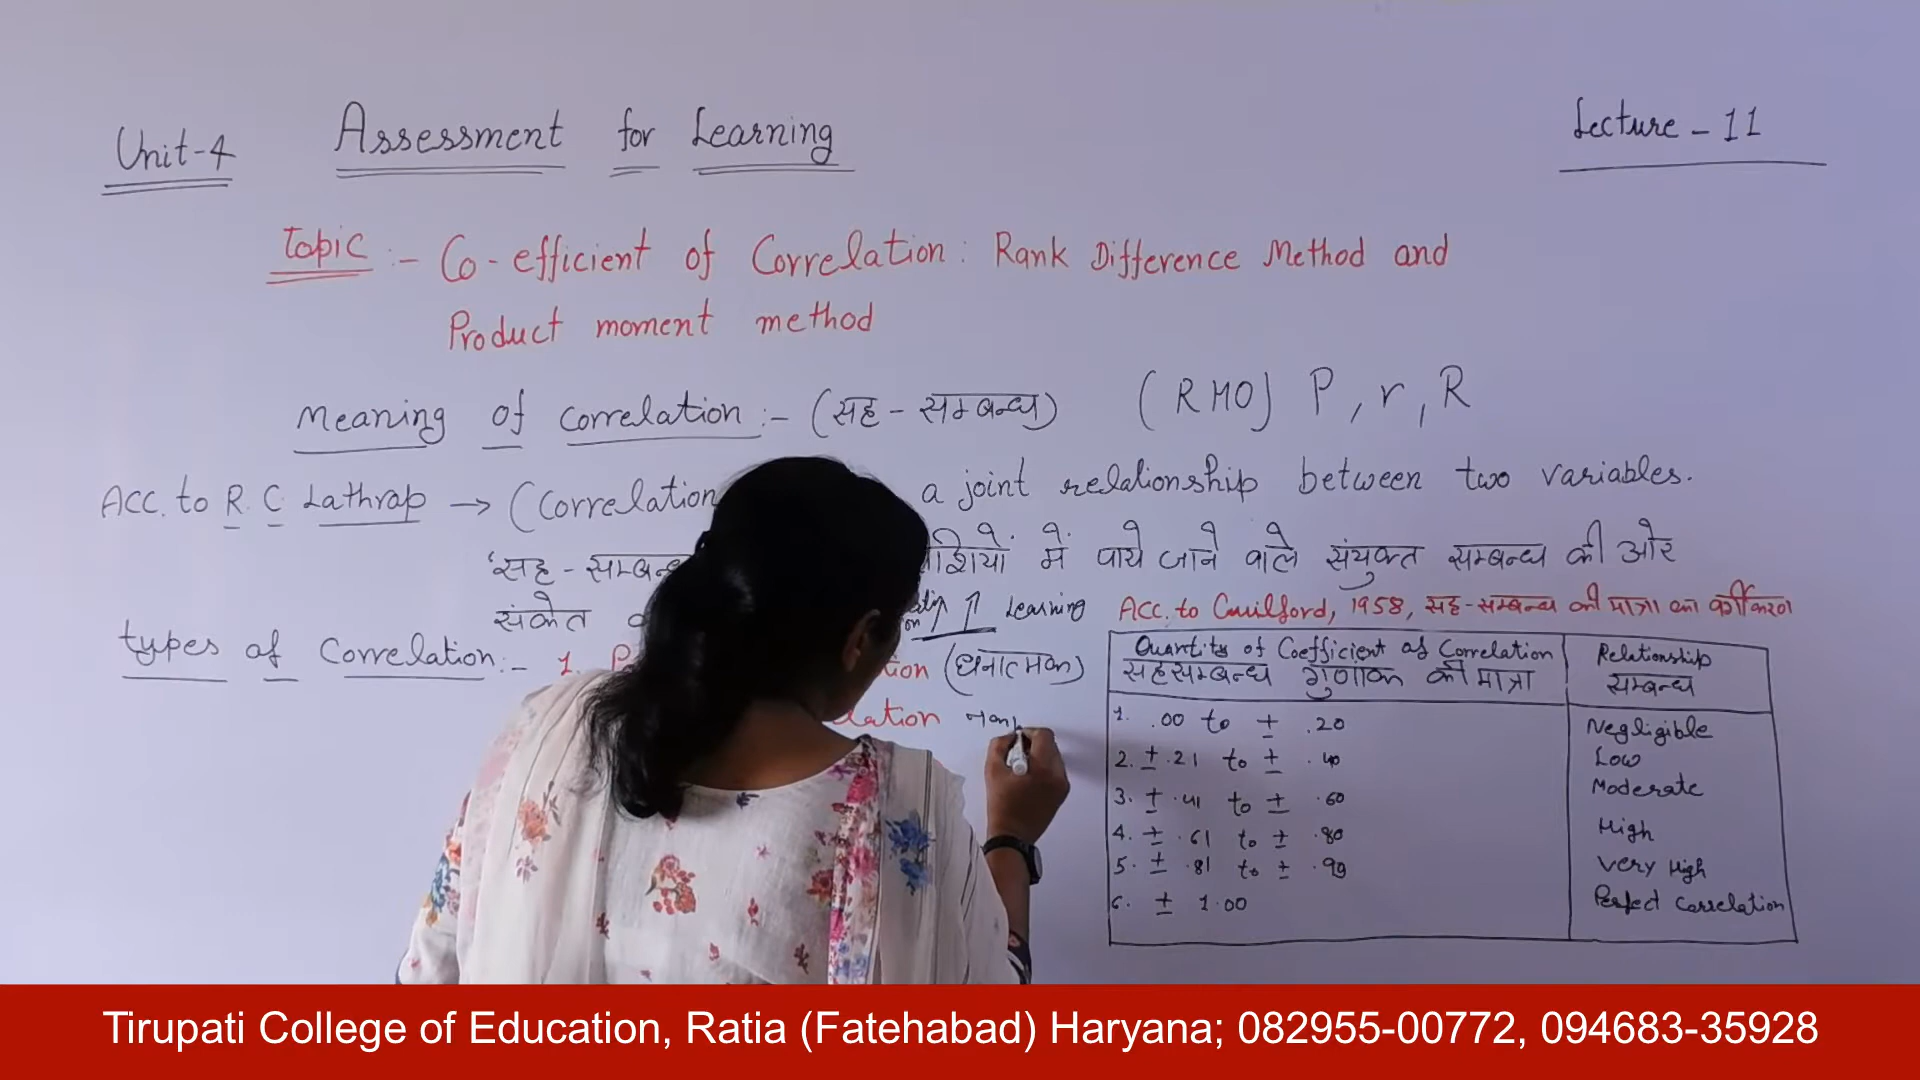 Unit-4 Assessment for Learning Lecture - 11
Topic :- Co-efficient of Correlation: Rank Difference Method and
Product moment method
Meaning of Correlation :- (सह - सम्बन्ध) (RHO) P, r, R
Acc. to R. C Lathrap → (Correlation a joint relationship between two variables.
'सह - सम्बन्ध में पाये जाने वाले संयुक्त सम्बन्ध की ओर
संकेत
↑ Learning
types of Correlation :- 1. (धनात्मक)
Acc. to Guilford, 1958, सह-सम्बन्ध की मात्रा का वर्गीकरण
Quantity of Coefficient of Correlation Relationship
सहसम्बन्ध गुणांक की मात्रा सम्बन्ध
1. .00 to ± .20 Negligible
2. ± .21 to ± .40 Low
3. ± .41 to ± .60 Moderate
4. ± .61 to ± .80 High
5. ± .81 to ± .99 Very High
6. ± 1.00 Perfect Correlation
Tirupati College of Education, Ratia (Fatehabad) Haryana; 082955-00772, 094683-35928